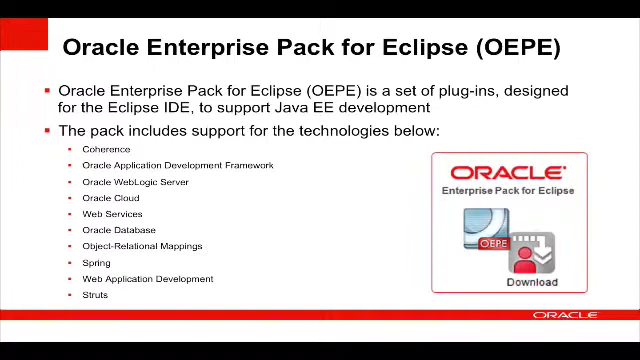 Oracle Enterprise Pack for Eclipse (OEPE)
Oracle Enterprise Pack for Eclipse (OEPE) is a set of plug-ins, designed
for the Eclipse IDE, to support Java EE development
The pack includes support for the technologies below:
Coherence
Oracle Application Development Framework
Oracle WebLogic Server
Oracle Cloud
Web Services
Oracle Database
Object-Relational Mappings
Spring
Web Application Development
Struts
ORACLE
Enterprise Pack for Eclipse
OEPE
Download
ORACLE